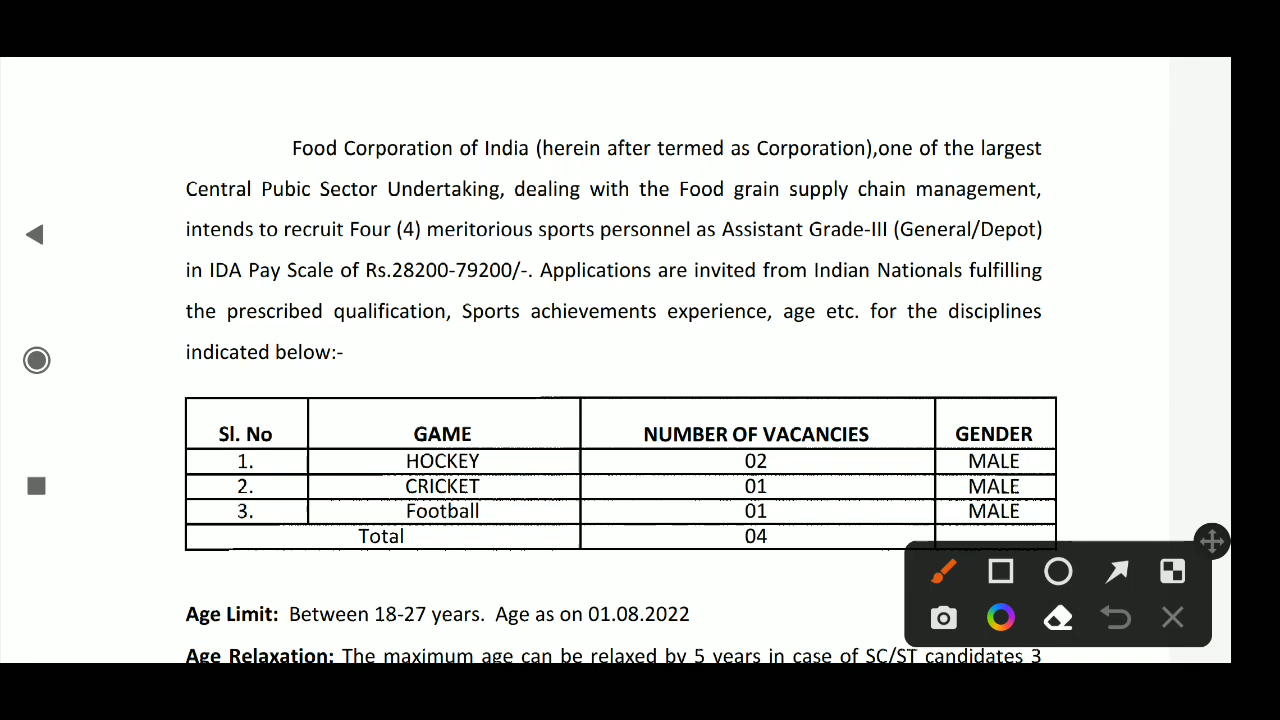 Food Corporation of India (herein after termed as Corporation),one of the largest
Central Pubic Sector Undertaking, dealing with the Food grain supply chain management,
intends to recruit Four (4) meritorious sports personnel as Assistant Grade-III (General/Depot)
in IDA Pay Scale of Rs.28200-79200/-. Applications are invited from Indian Nationals fulfilling
the prescribed qualification, Sports achievements experience, age etc. for the disciplines
indicated below:-
Sl. No GAME NUMBER OF VACANCIES GENDER
1. HOCKEY 02 MALE
2. CRICKET 01 MALE
3. Football 01 MALE
Total 04
Age Limit: Between 18-27 years. Age as on 01.08.2022
Age Relaxation: The maximum age can be relaxed by 5 years in case of SC/ST candidates 3